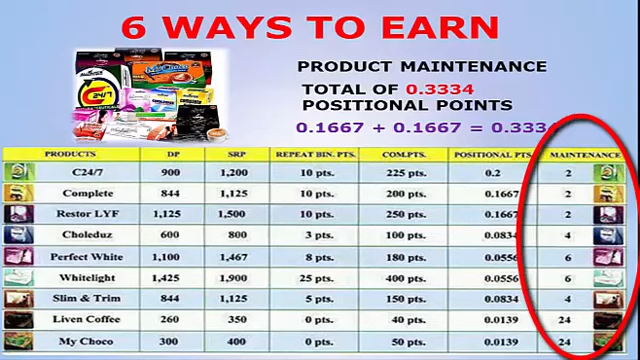 6 WAYS TO EARN
PRODUCT MAINTENANCE
TOTAL OF 0.3334
POSITIONAL POINTS
0.1667 + 0.1667 = 0.3334
C24/7
PRODUCTS DP SRP REPEAT BIN. PTS. COM.PTS. POSITIONAL PTS. MAINTENANCE
C24/7 900 1,200 10 pts. 225 pts. 0.2 2
Complete 844 1,125 10 pts. 200 pts. 0.1667 2
Restor LYF 1,125 1,500 10 pts. 250 pts. 0.1667 2
Choleduz 600 800 3 pts. 100 pts. 0.0834 4
Perfect White 1,100 1,467 8 pts. 180 pts. 0.0556 6
Whitelight 1,425 1,900 25 pts. 400 pts. 0.0556 6
Slim & Trim 844 1,125 5 pts. 150 pts. 0.0834 4
Liven Coffee 260 350 0 pts. 40 pts. 0.0139 24
My Choco 300 400 0 pts. 50 pts. 0.0139 24